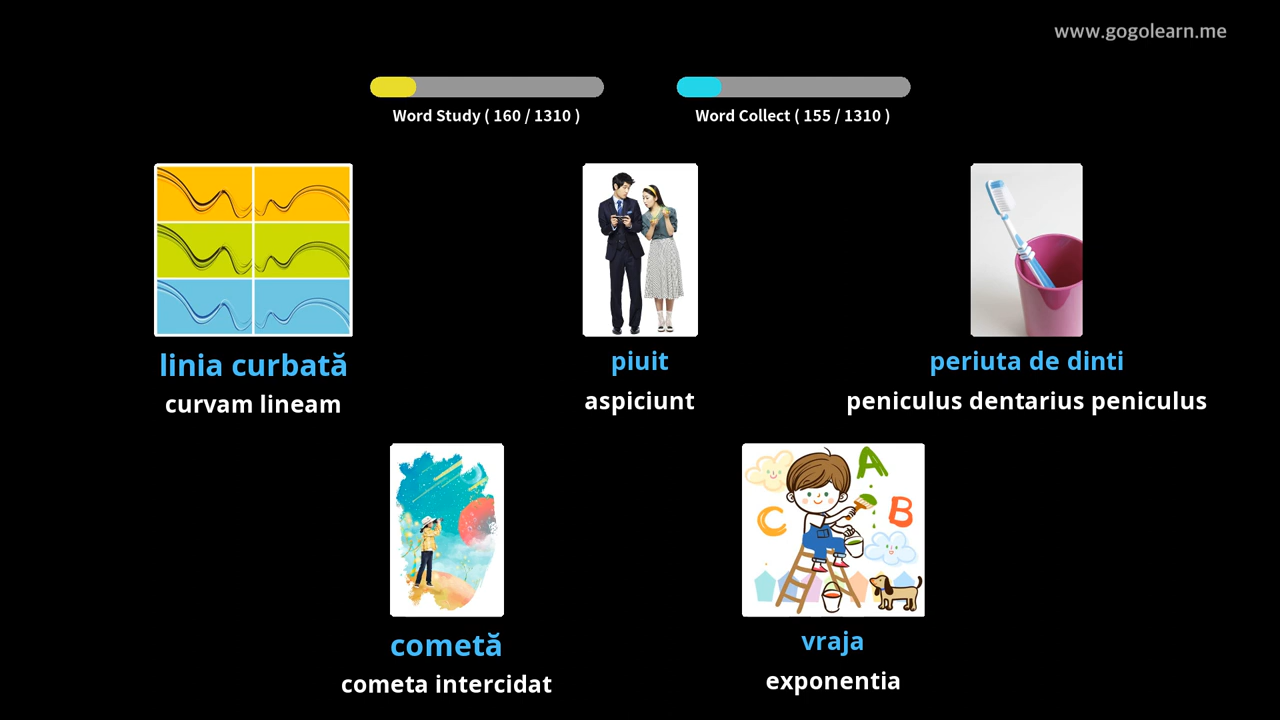 www.gogolearn.me
Word Study ( 160 / 1310 )
Word Collect ( 155 / 1310 )
linia curbată
curvam lineam
piuit
aspiciunt
periuta de dinti
peniculus dentarius peniculus
A
B
C
cometă
cometa intercidat
vraja
exponentia